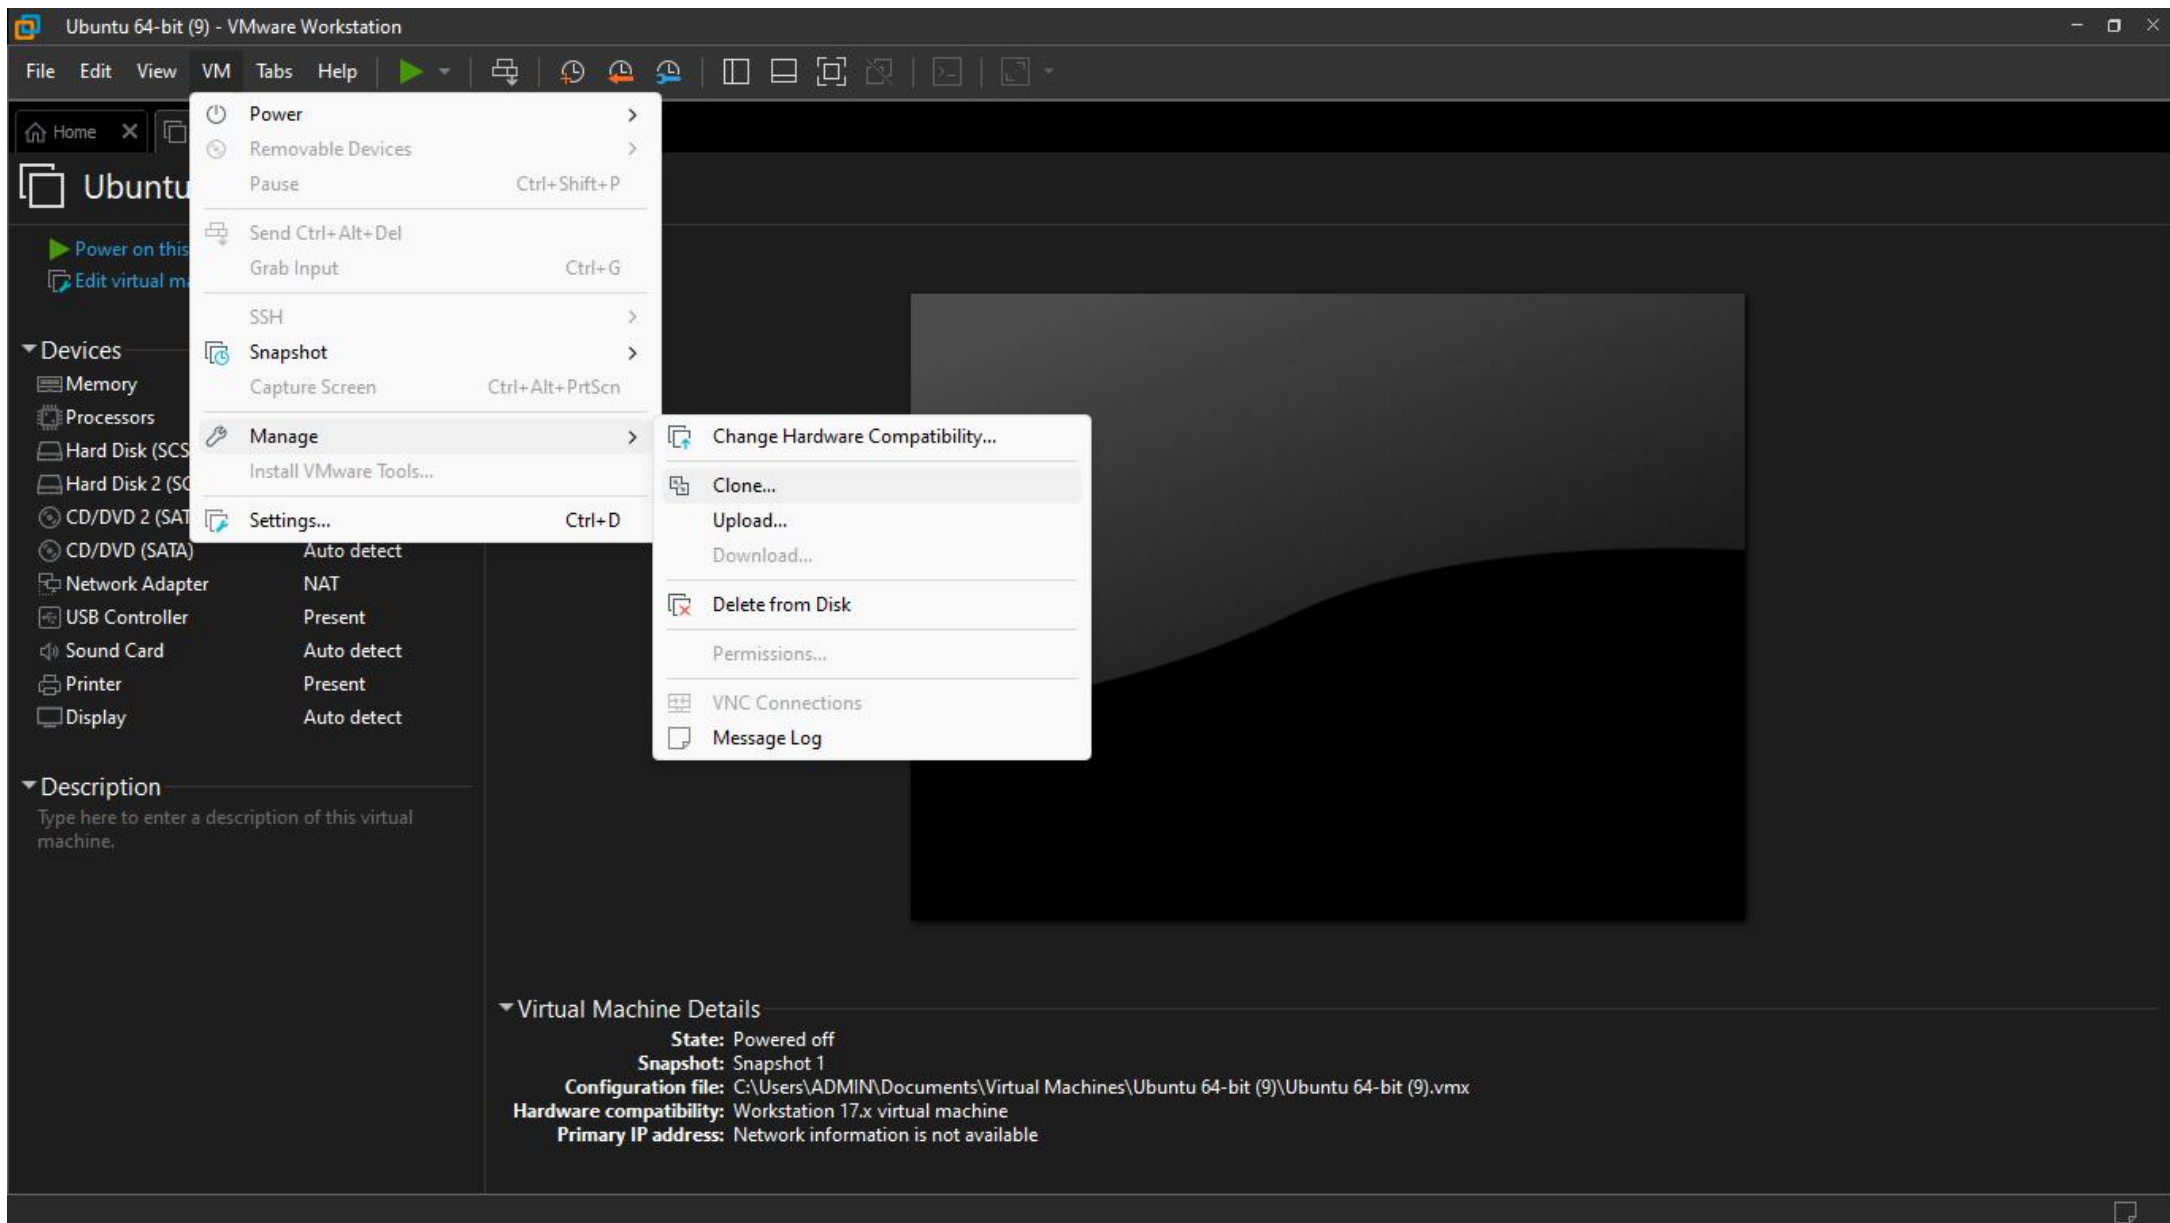 Ubuntu 64-bit (9) - VMware Workstation
File Edit View VM Tabs Help
Home
Ubuntu
Power on this
Edit virtual
Power
Removable Devices
Pause Ctrl+Shift+P
Send Ctrl+Alt+Del
Grab Input Ctrl+G
SSH
Snapshot
Capture Screen Ctrl+Alt+PrtScn
Manage
Install VMware Tools...
Settings... Ctrl+D
Change Hardware Compatibility...
Clone...
Upload...
Download...
Delete from Disk
Permissions...
VNC Connections
Message Log
Devices
Memory
Processors
Hard Disk (SCS
Hard Disk 2 (SC
CD/DVD 2 (SAT
CD/DVD (SATA) Auto detect
Network Adapter NAT
USB Controller Present
Sound Card Auto detect
Printer Present
Display Auto detect
Description
Type here to enter a description of this virtual
machine.
Virtual Machine Details
State: Powered off
Snapshot: Snapshot 1
Configuration file: C:\Users\ADMIN\Documents\Virtual Machines\Ubuntu 64-bit (9)\Ubuntu 64-bit (9).vmx
Hardware compatibility: Workstation 17.x virtual machine
Primary IP address: Network information is not available